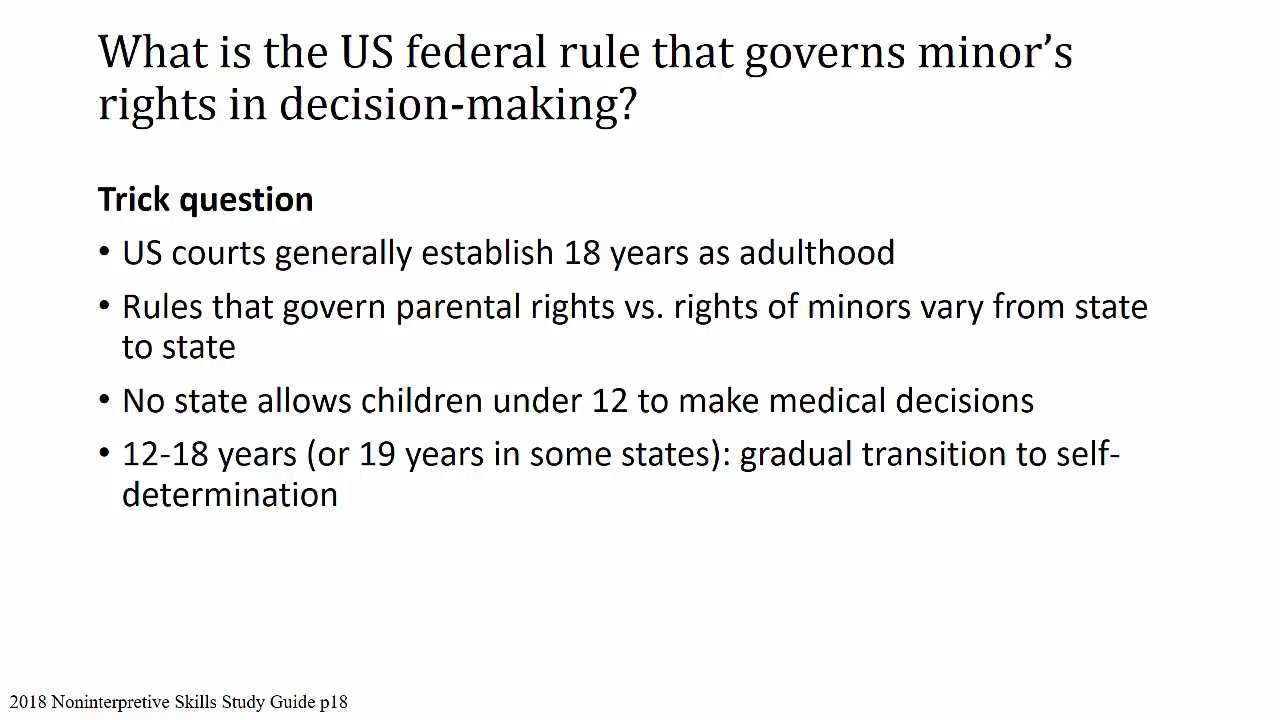 What is the US federal rule that governs minor’s
rights in decision-making?
Trick question
• US courts generally establish 18 years as adulthood
• Rules that govern parental rights vs. rights of minors vary from state
to state
• No state allows children under 12 to make medical decisions
• 12-18 years (or 19 years in some states): gradual transition to self-
determination
2018 Noninterpretive Skills Study Guide p18